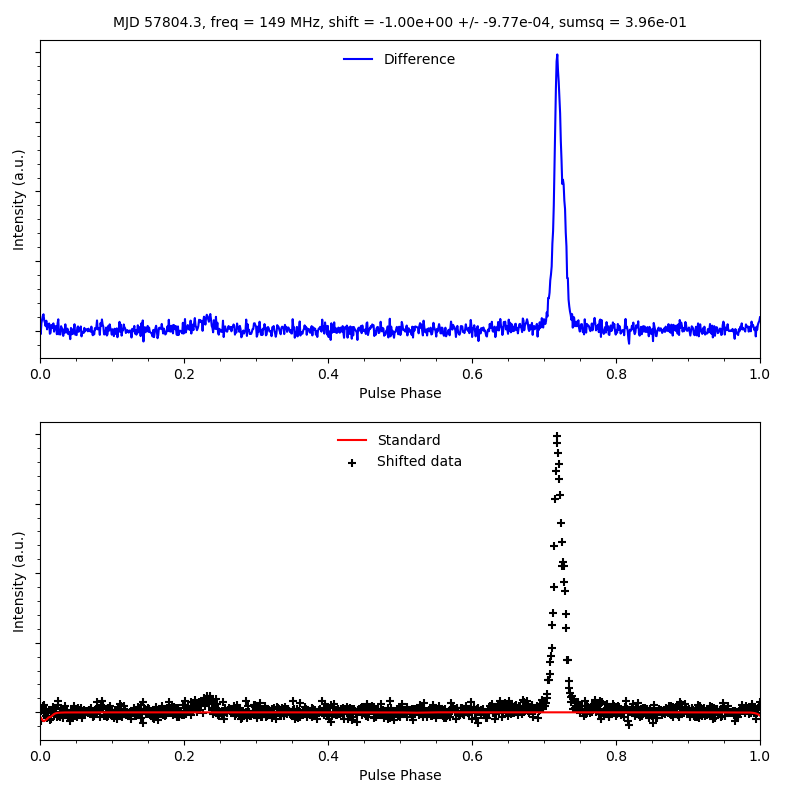 MJD 57804.3, freq = 149 MHz, shift = -1.00e+00 +/- -9.77e-04, sumsq = 3.96e-01
Difference
Intensity (a.u.)
0.0 0.2 0.4 0.6 0.8 1.0
Pulse Phase
Standard
Shifted data
Intensity (a.u.)
0.0 0.2 0.4 0.6 0.8 1.0
Pulse Phase